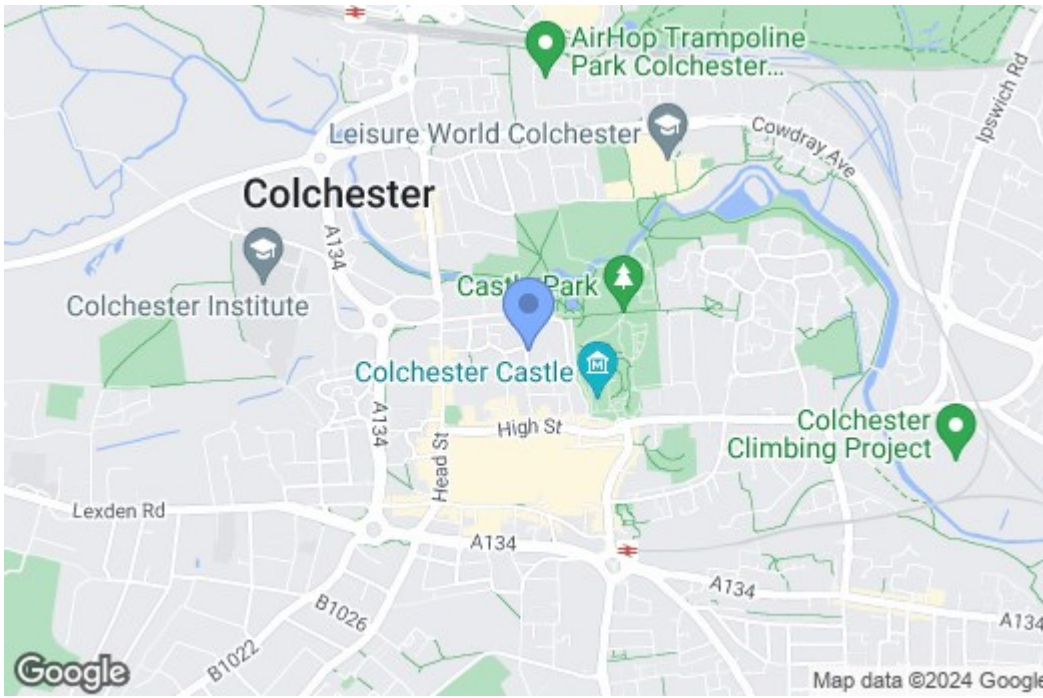 AirHop Trampoline
Park Colchester...
Leisure World Colchester
Cowdray Ave
Ipswich Rd
Colchester
A134
Colchester Institute
Castle Park
Colchester Castle
M
A134
High St
Head St
Colchester
Climbing Project
Lexden Rd
A134
A134
A134
B1026
B1022
Google
Map data ©2024 Google